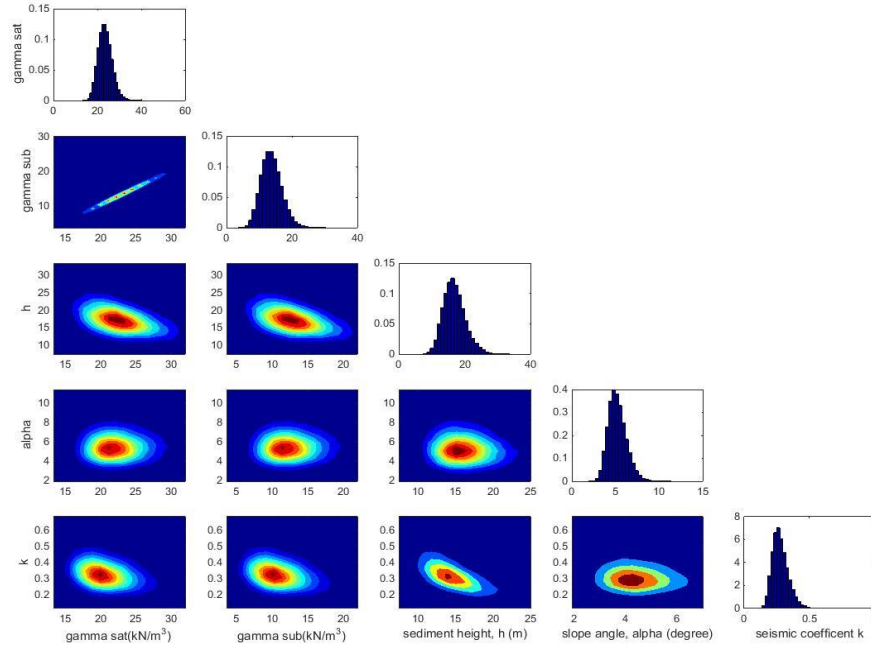 gamma sat
0.15
0.1
0.05
0
0 20 40 60
gamma sub
30
20
10
15 20 25 30
0.15
0.1
0.05
0
0 20 40
h
30
25
20
15
10
15 20 25 30
5 10 15 20
0.15
0.1
0.05
0
0 20 40
alpha
10
8
6
4
2
15 20 25 30
10
8
6
4
2
5 10 15 20
10
8
6
4
2
10 15 20 25
0.4
0.3
0.2
0.1
0
0 5 10 15
k
0.6
0.5
0.4
0.3
0.2
15 20 25 30
gamma sat(kN/m³)
0.6
0.5
0.4
0.3
0.2
5 10 15 20
gamma sub(kN/m³)
0.6
0.5
0.4
0.3
0.2
10 15 20 25
sediment height, h (m)
0.6
0.5
0.4
0.3
0.2
2 4 6
slope angle, alpha (degree)
8
6
4
2
0
0 0.5
seismic coefficent k